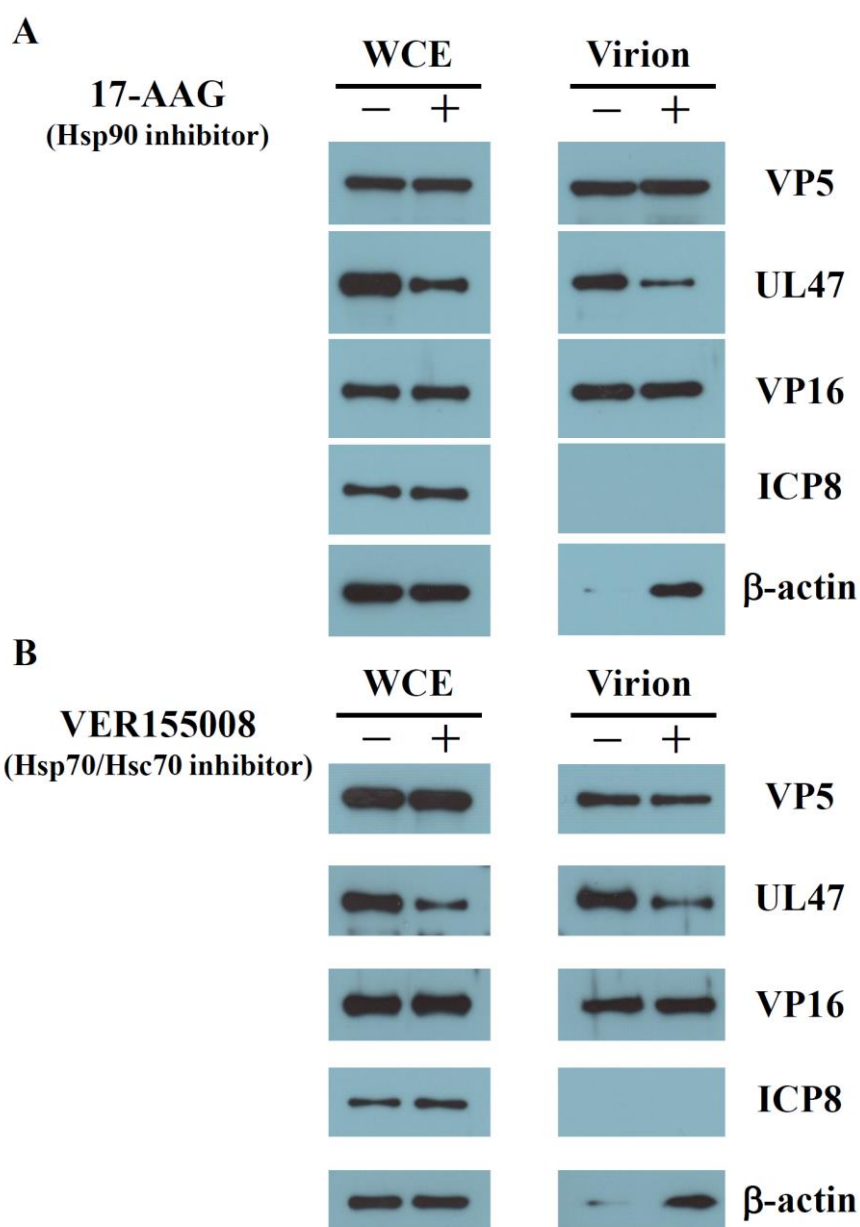 A
WCE Virion
17-AAG
(Hsp90 inhibitor)
− + − +
VP5
UL47
VP16
ICP8
β-actin
B
WCE Virion
VER155008
(Hsp70/Hsc70 inhibitor)
− + − +
VP5
UL47
VP16
ICP8
β-actin